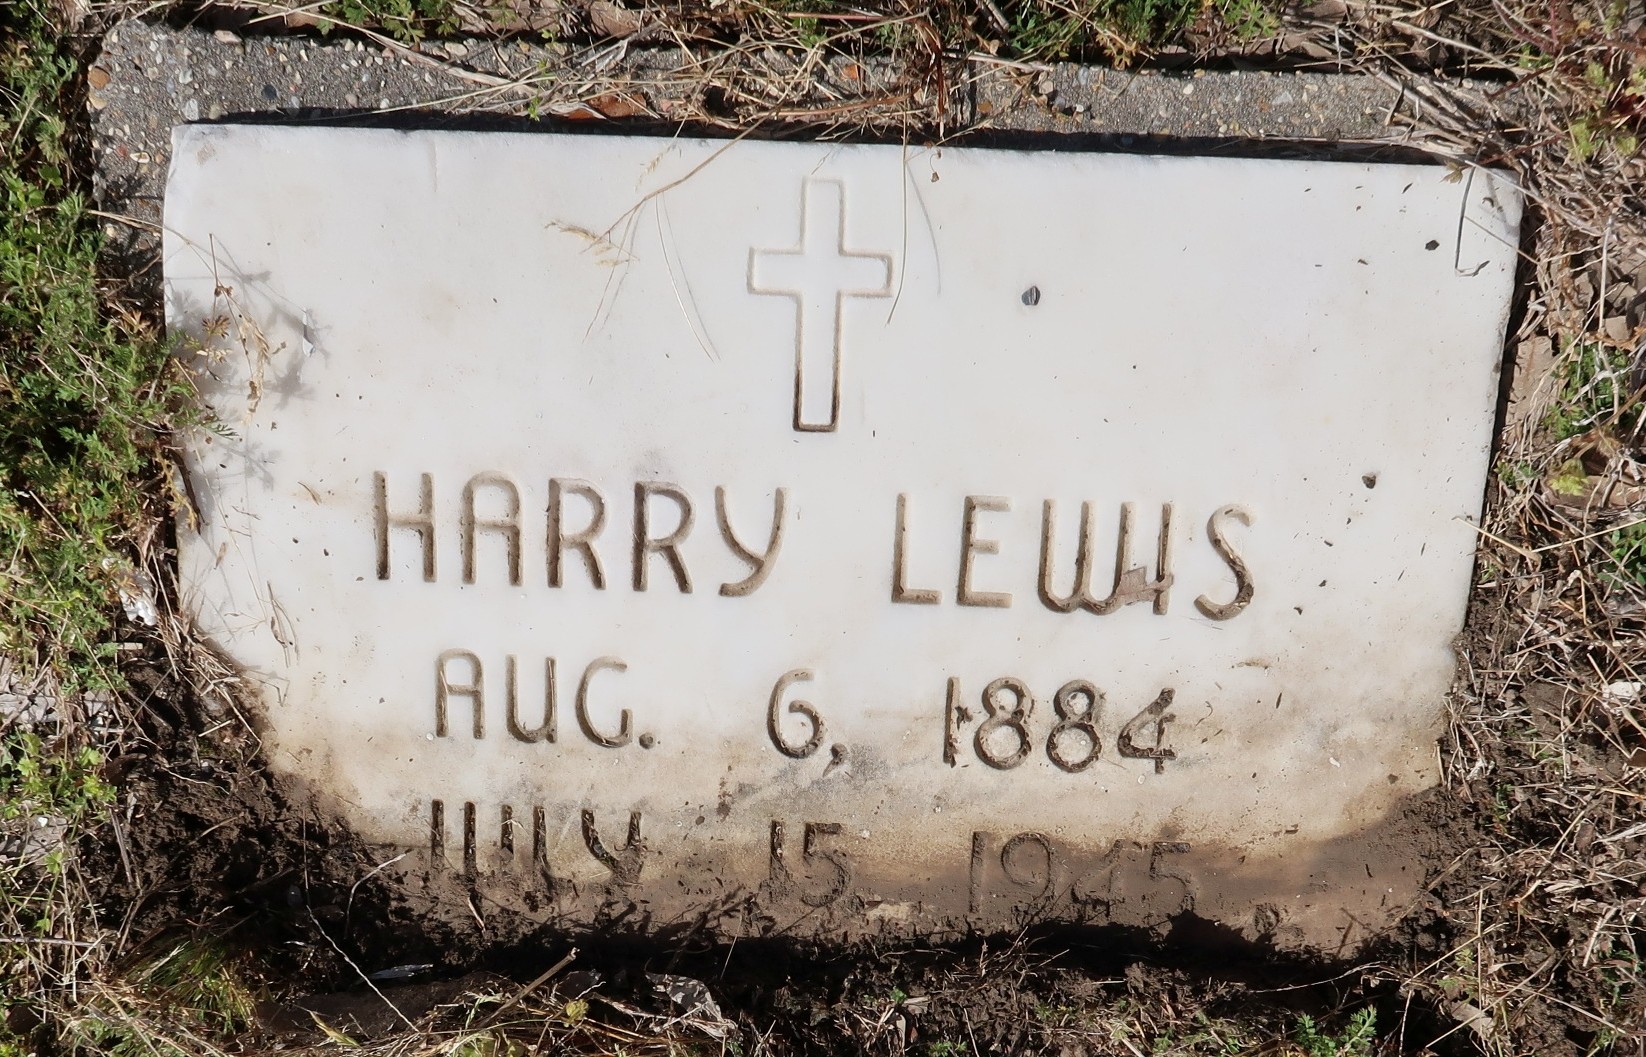 HARRY LEWIS
AUG. 6, 1884
JULY 15 1945